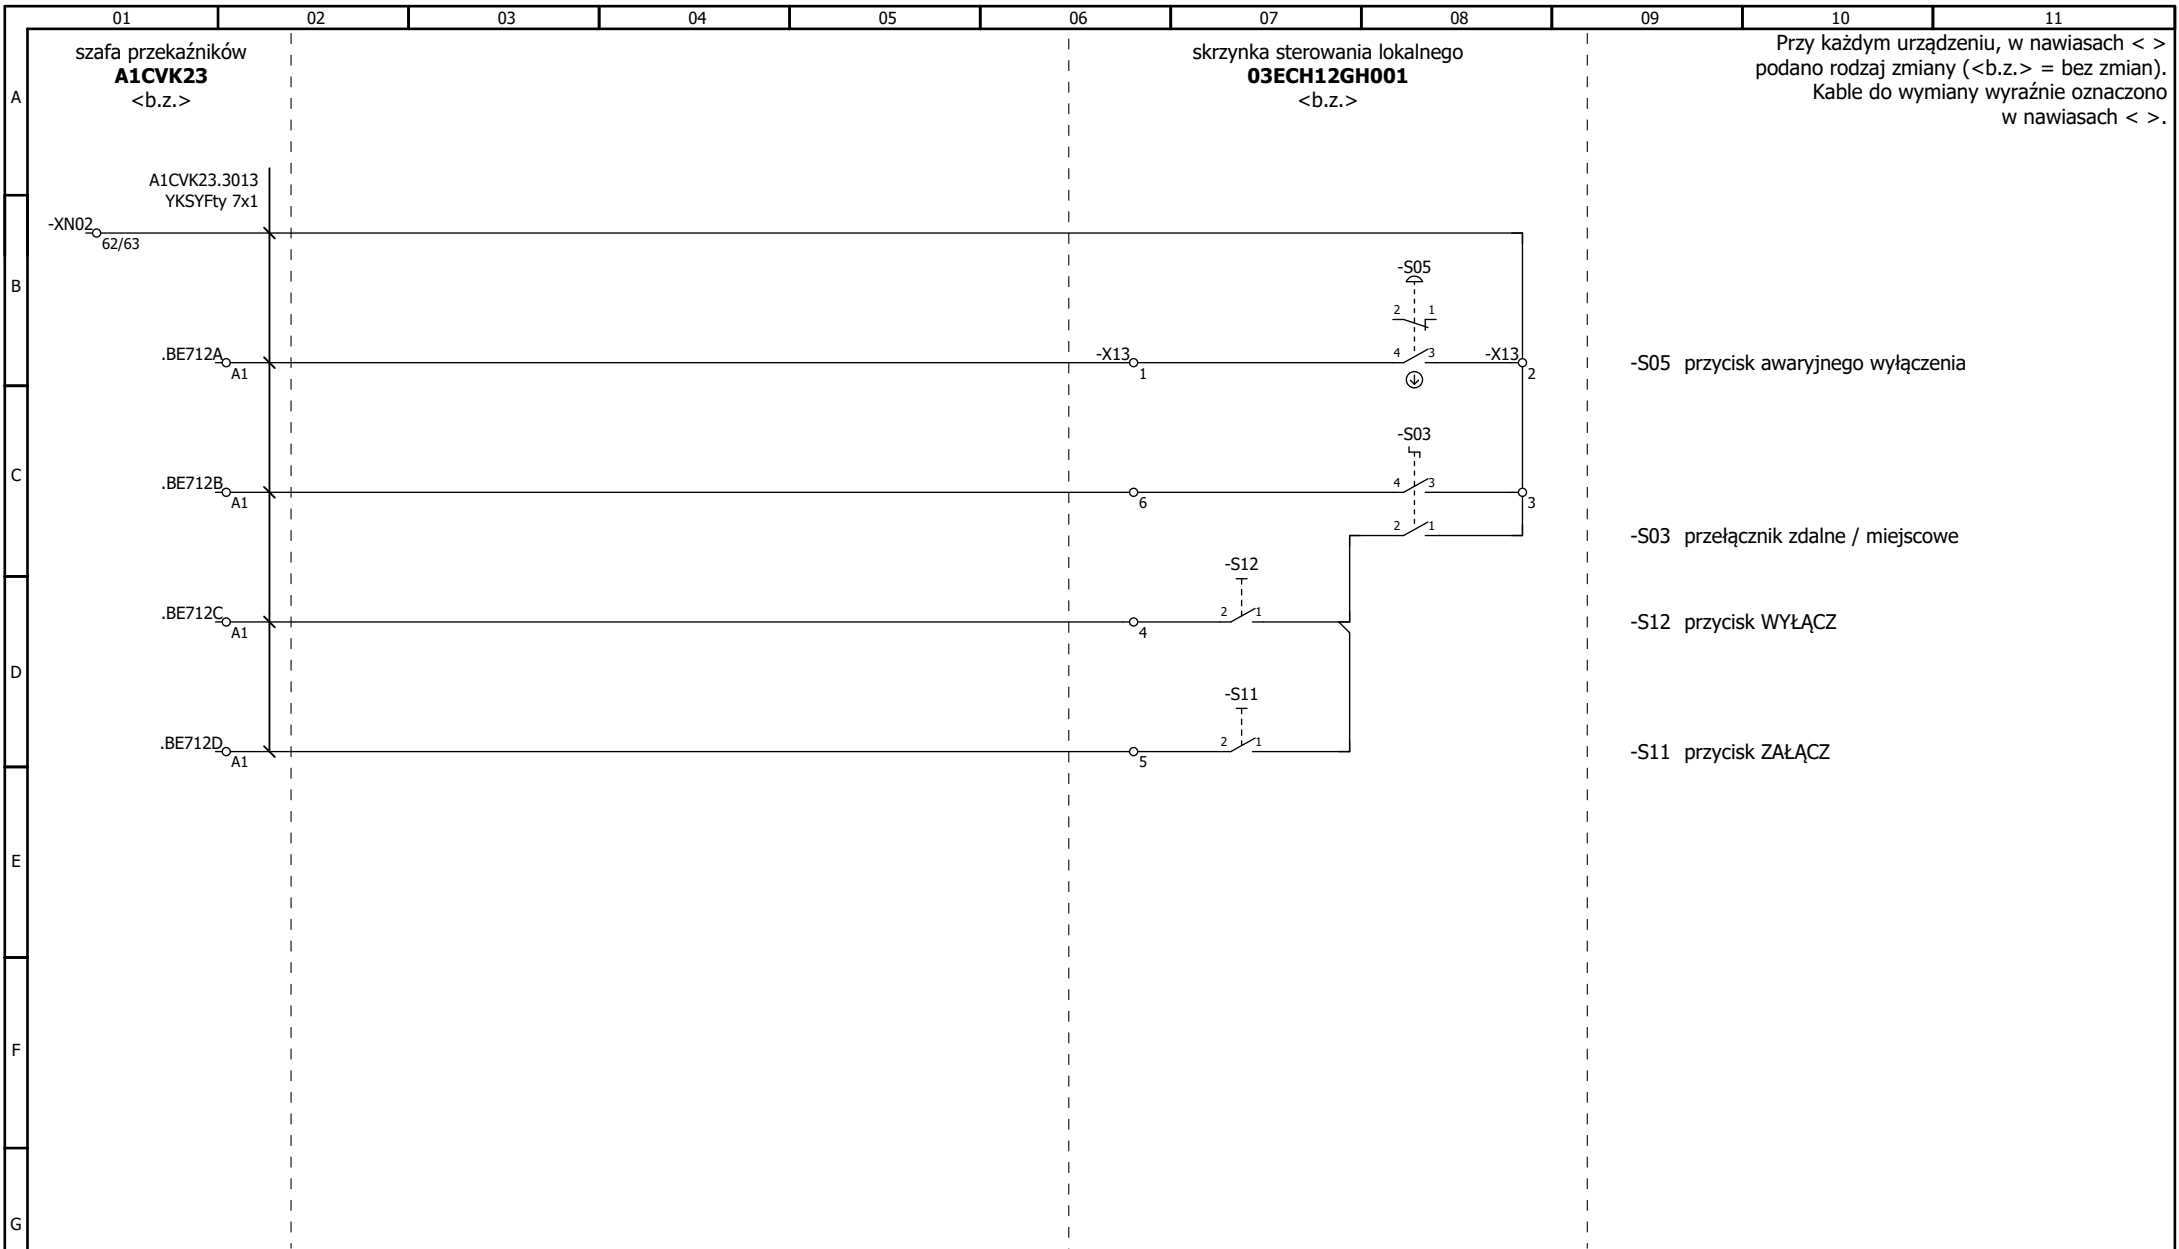 01 02 03 04 05 06 07 08 09 10 11
szafa przekaźników
A1CVK23
<b.z.>
skrzynka sterowania lokalnego
03ECH12GH001
<b.z.>
Przy każdym urządzeniu, w nawiasach < >
podano rodzaj zmiany (<b.z.> = bez zmian).
Kable do wymiany wyraźnie oznaczono
w nawiasach < >.
A
A1CVK23.3013
YKSYFty 7x1
-XN02
62/63
-S05
B
2 1
.BE712A
A1
-X13
1
4 3
-X13
2
-S05 przycisk awaryjnego wyłączenia
-S03
C
.BE712B
A1
6
4 3
3
2 1
-S03 przełącznik zdalne / miejscowe
-S12
.BE712C
A1
4
2 1
-S12 przycisk WYŁĄCZ
D
-S11
.BE712D
A1
5
2 1
-S11 przycisk ZAŁĄCZ
E
F
G